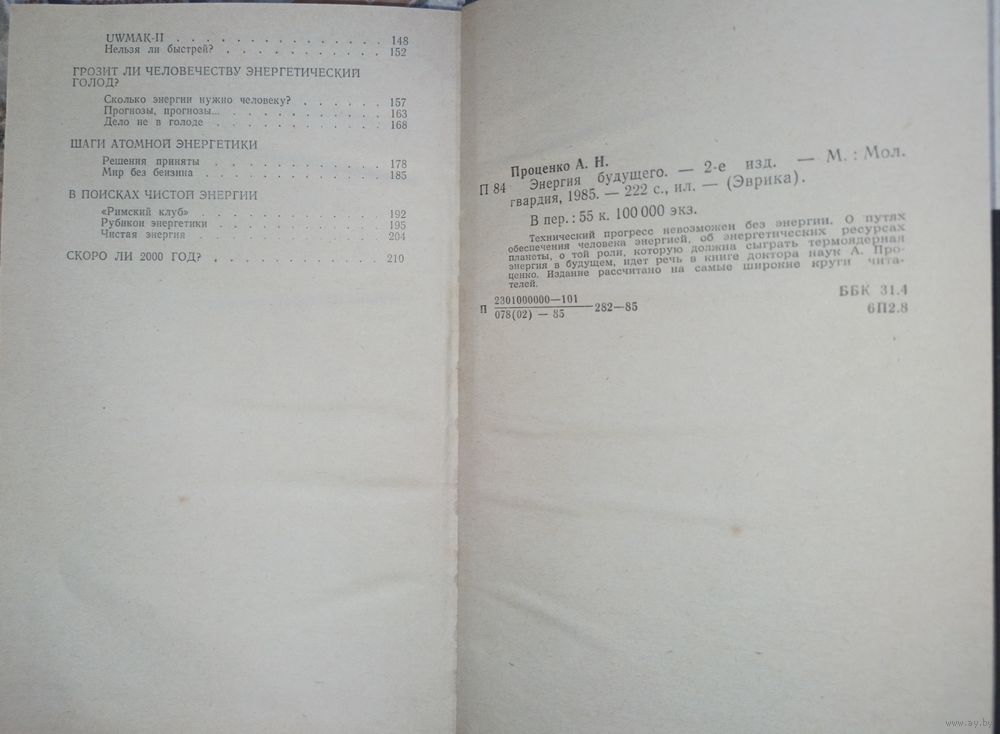 UWMAK-II . . . . . . . . . . . . . . . 148
Нельзя ли быстрей? . . . . . . . . . . . 152
ГРОЗИТ ЛИ ЧЕЛОВЕЧЕСТВУ ЭНЕРГЕТИЧЕСКИЙ
ГОЛОД?
Сколько энергии нужно человеку? . . . . . . 157
Прогнозы, прогнозы... . . . . . . . . . . . 163
Дело не в голоде . . . . . . . . . . . 168
ШАГИ АТОМНОЙ ЭНЕРГЕТИКИ
Решения приняты . . . . . . . . . . . . 178
Мир без бензина . . . . . . . . . . . . 185
В ПОИСКАХ ЧИСТОЙ ЭНЕРГИИ
«Римский клуб» . . . . . . . . . . . . 192
Рубикон энергетики . . . . . . . . . . . 195
Чистая энергия . . . . . . . . . . . . 204
СКОРО ЛИ 2000 ГОД? . . . . . . . . . . . 210
Проценко А. Н.
П 84 Энергия будущего. — 2-е изд. — М. : Мол.
гвардия, 1985. — 222 с., ил. — (Эврика).
В пер. : 55 к. 100 000 экз.
Технический прогресс невозможен без энергии. О путях
обеспечения человека энергией, об энергетических ресурсах
планеты, о той роли, которую должна сыграть термоядерная
энергия в будущем, идет речь в книге доктора наук А. Про-
ценко. Издание рассчитано на самые широкие круги чита-
телей.
П 2301000000—101
078(02) — 85 282—85
ББК 31.4
6П2.8
www.ay.by